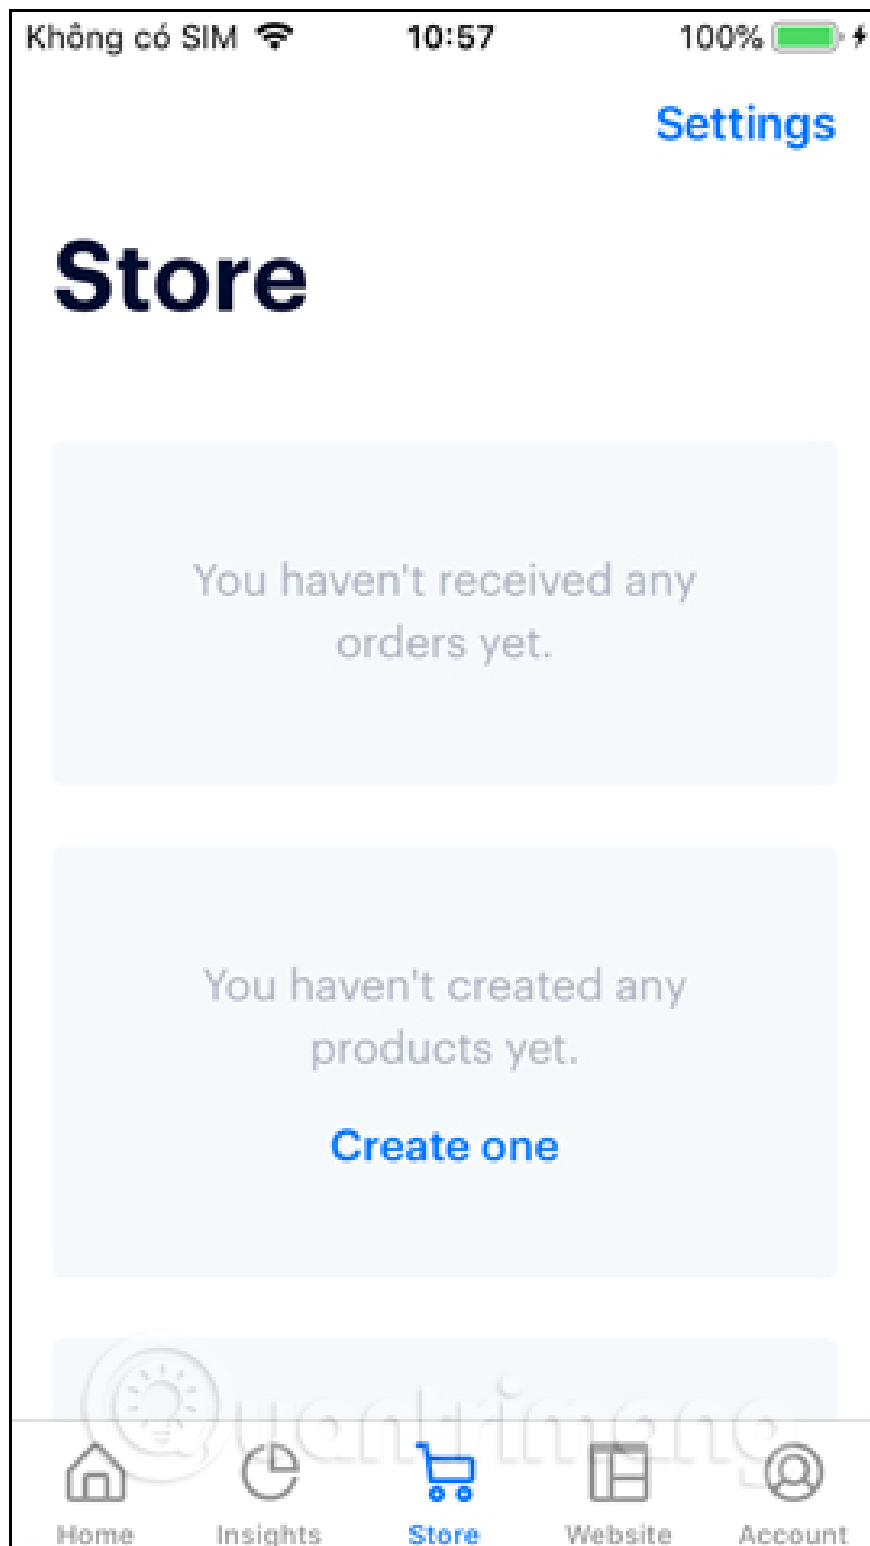 Không có SIM 10:57 100%
Settings
Store
You haven't received any
orders yet.
You haven't created any
products yet.
Create one
Quantrimang
Home Insights Store Website Account